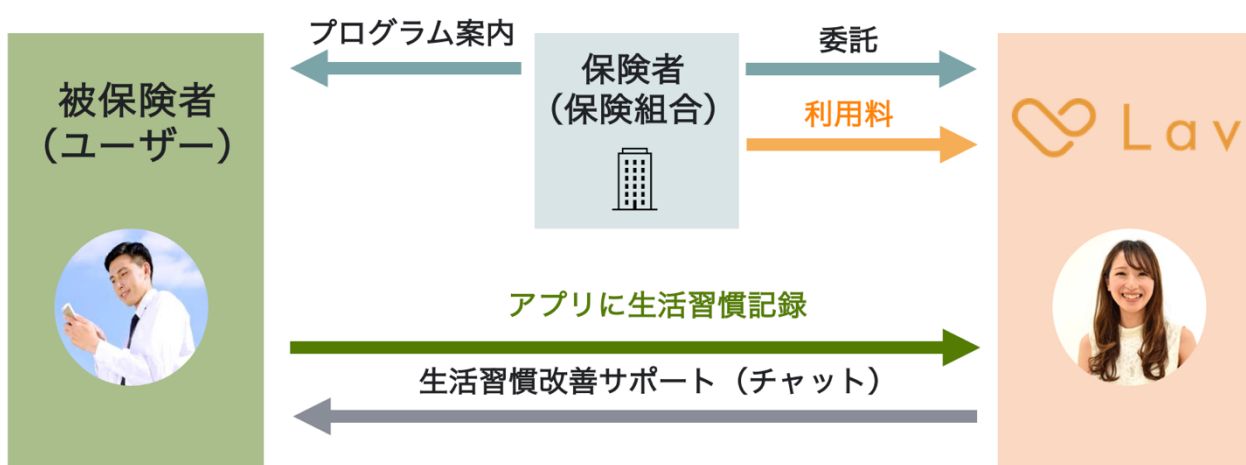 プログラム案内
委託
被保険者
（ユーザー）
保険者
（保険組合）
利用料
Lav
アプリに生活習慣記録
生活習慣改善サポート（チャット）